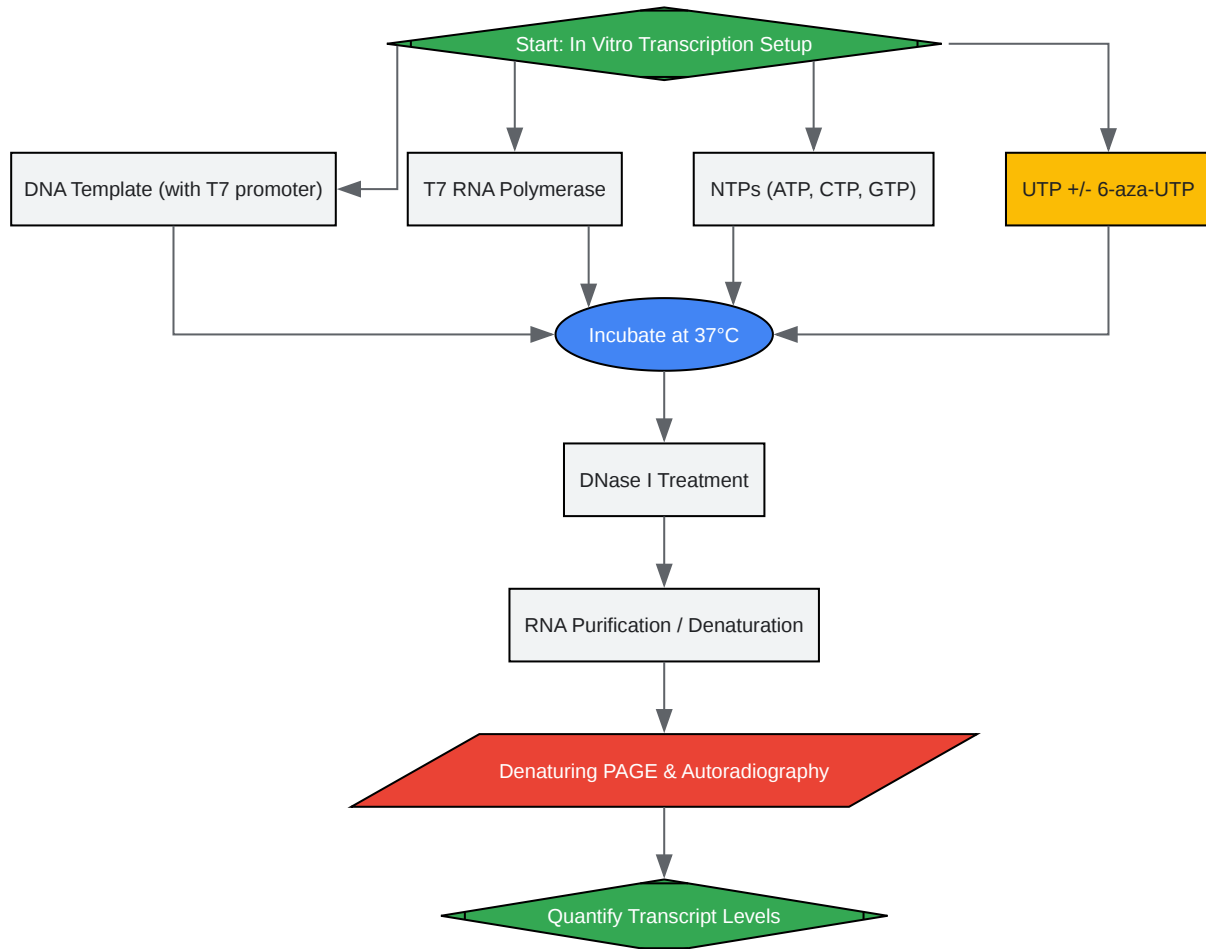 Start: In Vitro Transcription Setup
DNA Template (with T7 promoter)
T7 RNA Polymerase
NTPs (ATP, CTP, GTP)
UTP +/- 6-aza-UTP
Incubate at 37°C
DNase I Treatment
RNA Purification / Denaturation
Denaturing PAGE & Autoradiography
Quantify Transcript Levels